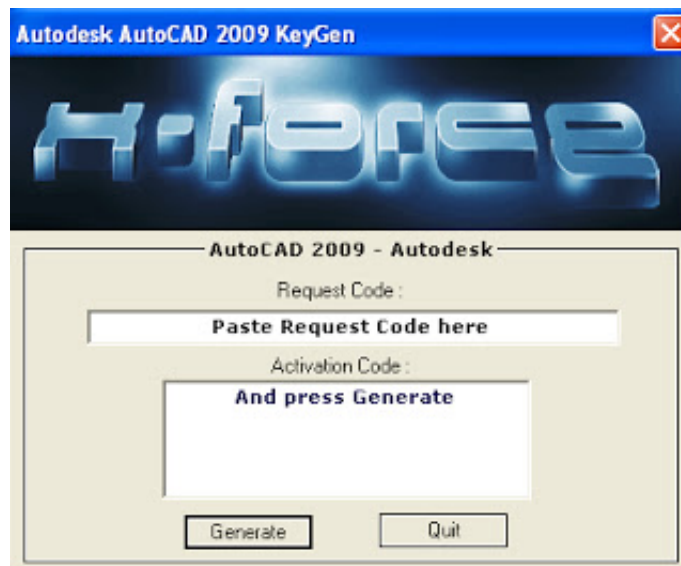 Autodesk AutoCAD 2009 KeyGen
X-force
AutoCAD 2009 - Autodesk
Request Code :
Paste Request Code here
Activation Code :
And press Generate
Generate
Quit